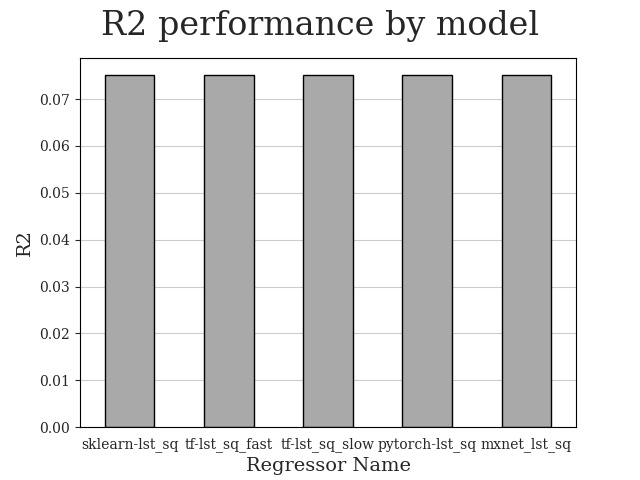 R2 performance by model
R2
0.07
0.06
0.05
0.04
0.03
0.02
0.01
0.00
sklearn-lst_sq tf-lst_sq_fast tf-lst_sq_slow pytorch-lst_sq mxnet_lst_sq
Regressor Name